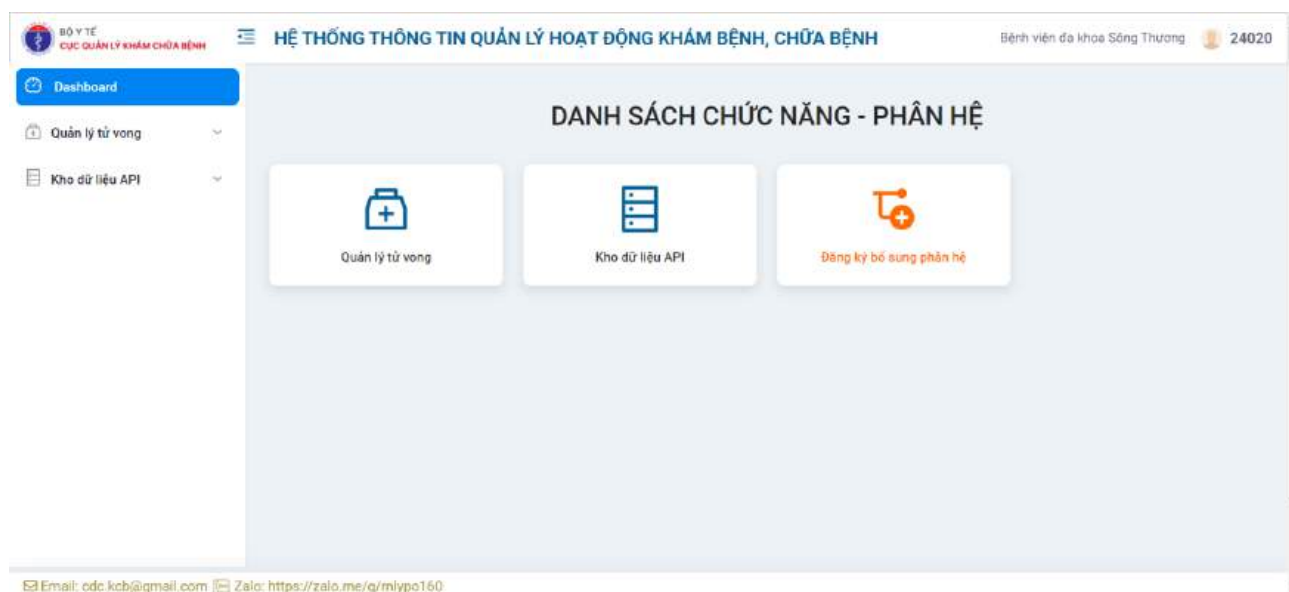 BỘ Y TẾ
CỤC QUẢN LÝ KHÁM CHỮA BỆNH
HỆ THỐNG THÔNG TIN QUẢN LÝ HOẠT ĐỘNG KHÁM BỆNH, CHỮA BỆNH
Bệnh viện đa khoa Sông Thương
24020
Dashboard
Quản lý tử vong
Kho dữ liệu API
DANH SÁCH CHỨC NĂNG - PHÂN HỆ
Quản lý tử vong
Kho dữ liệu API
Đăng ký bổ sung phân hệ
Email: cdc.kcb@gmail.com Zalo: https://zalo.me/g/mlypo160